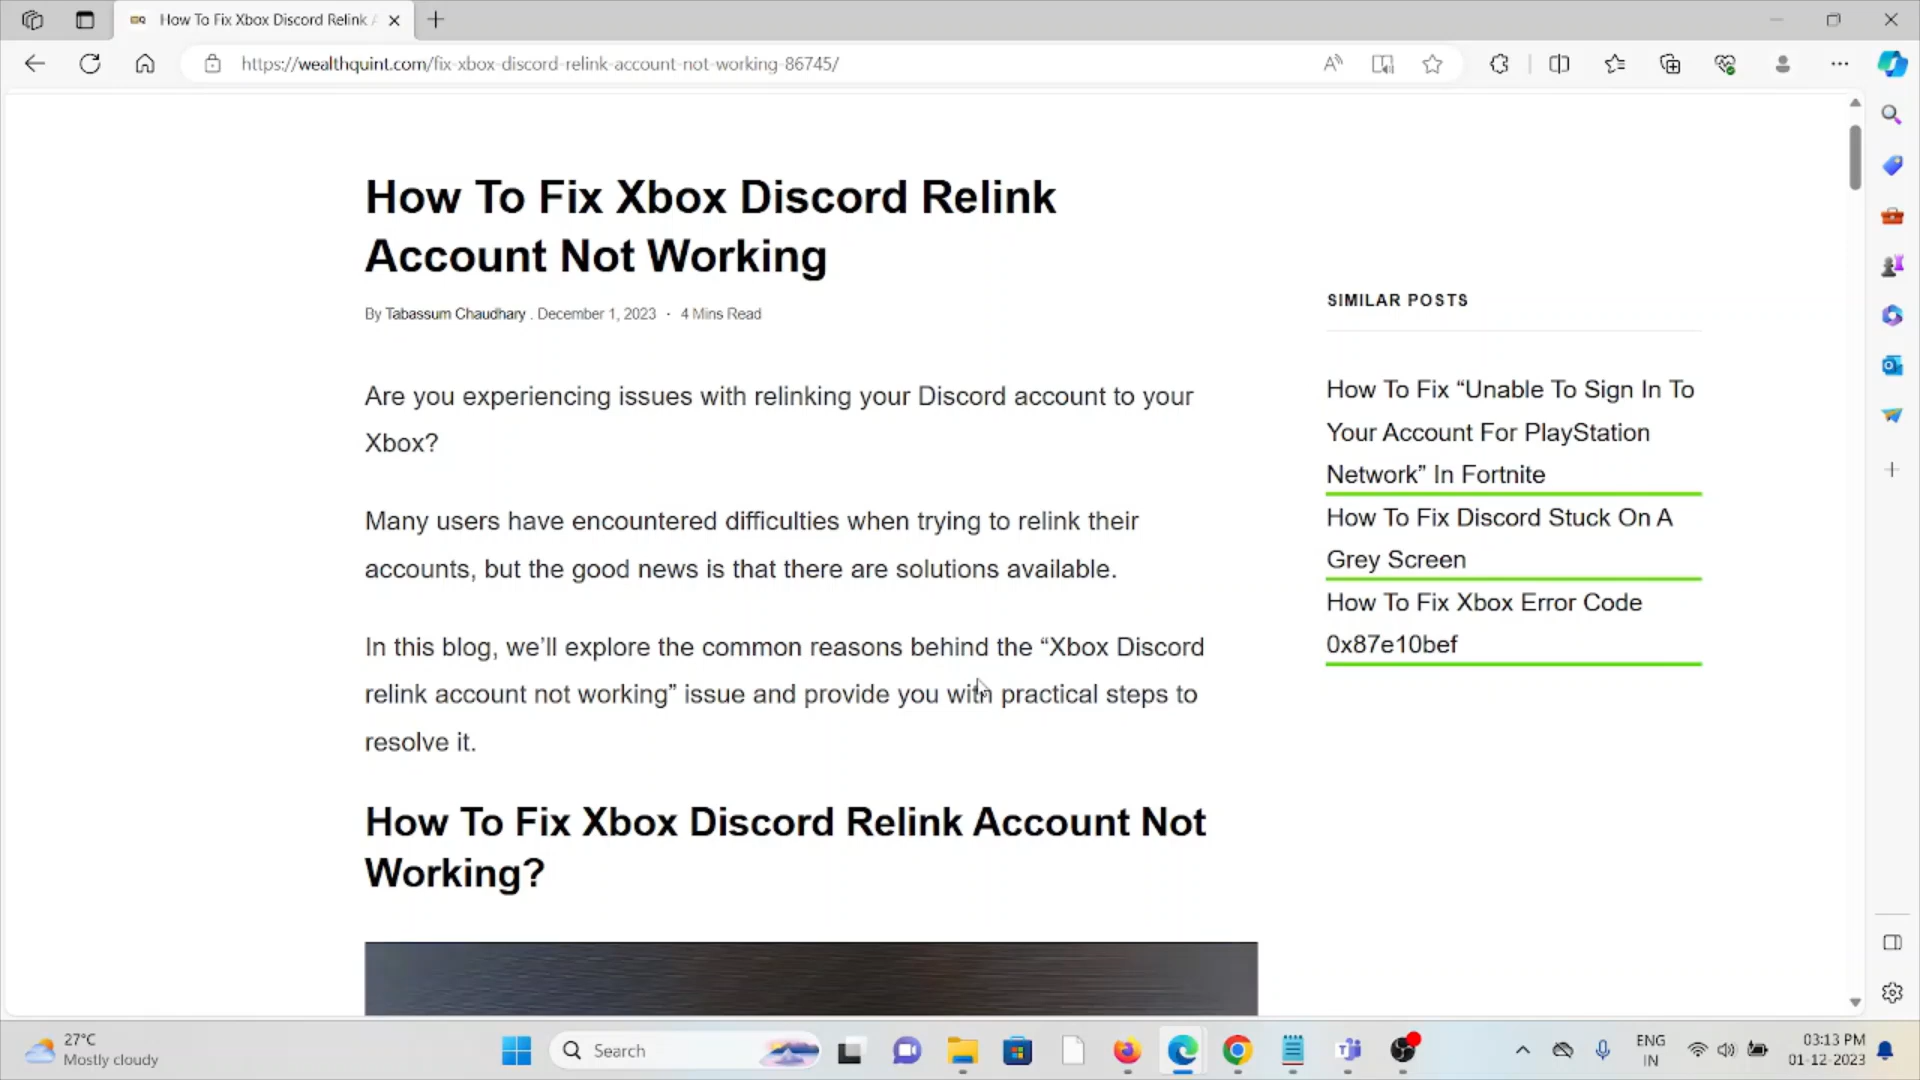 How To Fix Xbox Discord Relink A
https://wealthquint.com/fix-xbox-discord-relink-account-not-working-86745/
How To Fix Xbox Discord Relink
Account Not Working
By Tabassum Chaudhary . December 1, 2023 · 4 Mins Read
Are you experiencing issues with relinking your Discord account to your
Xbox?
Many users have encountered difficulties when trying to relink their
accounts, but the good news is that there are solutions available.
In this blog, we’ll explore the common reasons behind the “Xbox Discord
relink account not working” issue and provide you with practical steps to
resolve it.
How To Fix Xbox Discord Relink Account Not
Working?
SIMILAR POSTS
How To Fix “Unable To Sign In To
Your Account For PlayStation
Network” In Fortnite
How To Fix Discord Stuck On A
Grey Screen
How To Fix Xbox Error Code
0x87e10bef
27°C
Mostly cloudy
Search
ENG
IN
03:13 PM
01-12-2023